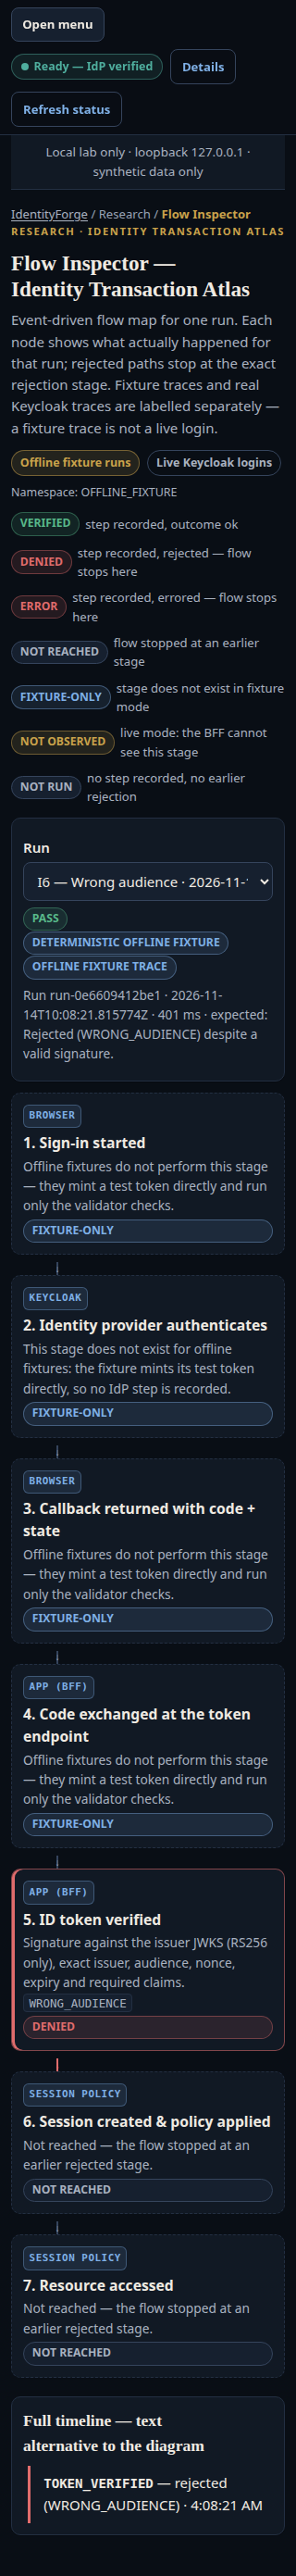 Open menu
Ready — IdP verified
Details
Refresh status
Local lab only · loopback 127.0.0.1 ·
synthetic data only
IdentityForge / Research / Flow Inspector
RESEARCH · IDENTITY TRANSACTION ATLAS
Flow Inspector —
Identity Transaction Atlas
Event-driven flow map for one run. Each
node shows what actually happened for
that run; rejected paths stop at the exact
rejection stage. Fixture traces and real
Keycloak traces are labelled separately —
a fixture trace is not a live login.
Offline fixture runs
Live Keycloak logins
Namespace: OFFLINE_FIXTURE
VERIFIED step recorded, outcome ok
DENIED step recorded, rejected — flow
stops here
ERROR step recorded, errored — flow stops
here
NOT REACHED flow stopped at an earlier
stage
FIXTURE-ONLY stage does not exist in fixture
mode
NOT OBSERVED live mode: the BFF cannot
see this stage
NOT RUN no step recorded, no earlier
rejection
Run
I6 — Wrong audience · 2026-11-
PASS
DETERMINISTIC OFFLINE FIXTURE
OFFLINE FIXTURE TRACE
Run run-0e6609412be1 · 2026-11-
14T10:08:21.815774Z · 401 ms · expected:
Rejected (WRONG_AUDIENCE) despite a
valid signature.
BROWSER
1. Sign-in started
Offline fixtures do not perform this stage
— they mint a test token directly and run
only the validator checks.
FIXTURE-ONLY
KEYCLOAK
2. Identity provider authenticates
This stage does not exist for offline
fixtures: the fixture mints its test token
directly, so no IdP step is recorded.
FIXTURE-ONLY
BROWSER
3. Callback returned with code +
state
Offline fixtures do not perform this stage
— they mint a test token directly and run
only the validator checks.
FIXTURE-ONLY
APP (BFF)
4. Code exchanged at the token
endpoint
Offline fixtures do not perform this stage
— they mint a test token directly and run
only the validator checks.
FIXTURE-ONLY
APP (BFF)
5. ID token verified
Signature against the issuer JWKS (RS256
only), exact issuer, audience, nonce,
expiry and required claims.
WRONG_AUDIENCE
DENIED
SESSION POLICY
6. Session created & policy applied
Not reached — the flow stopped at an
earlier rejected stage.
NOT REACHED
SESSION POLICY
7. Resource accessed
Not reached — the flow stopped at an
earlier rejected stage.
NOT REACHED
Full timeline — text
alternative to the diagram
TOKEN_VERIFIED — rejected
(WRONG_AUDIENCE) · 4:08:21 AM